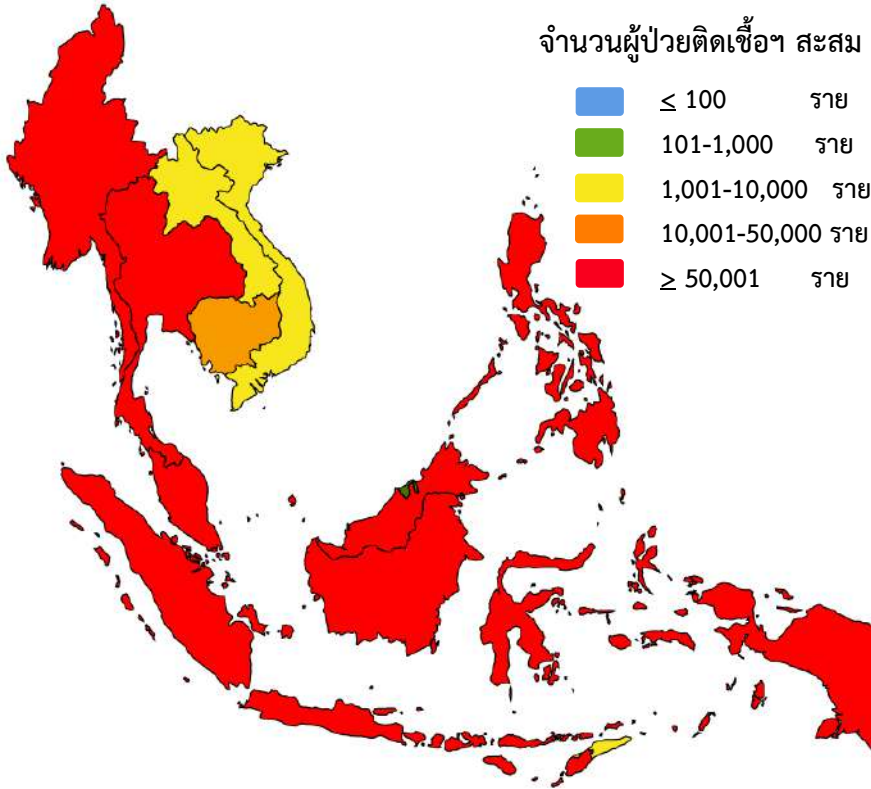 จำนวนผู้ป่วยติดเชื้อฯ สะสม
≤ 100 ราย
101-1,000 ราย
1,001-10,000 ราย
10,001-50,000 ราย
≥ 50,001 ราย